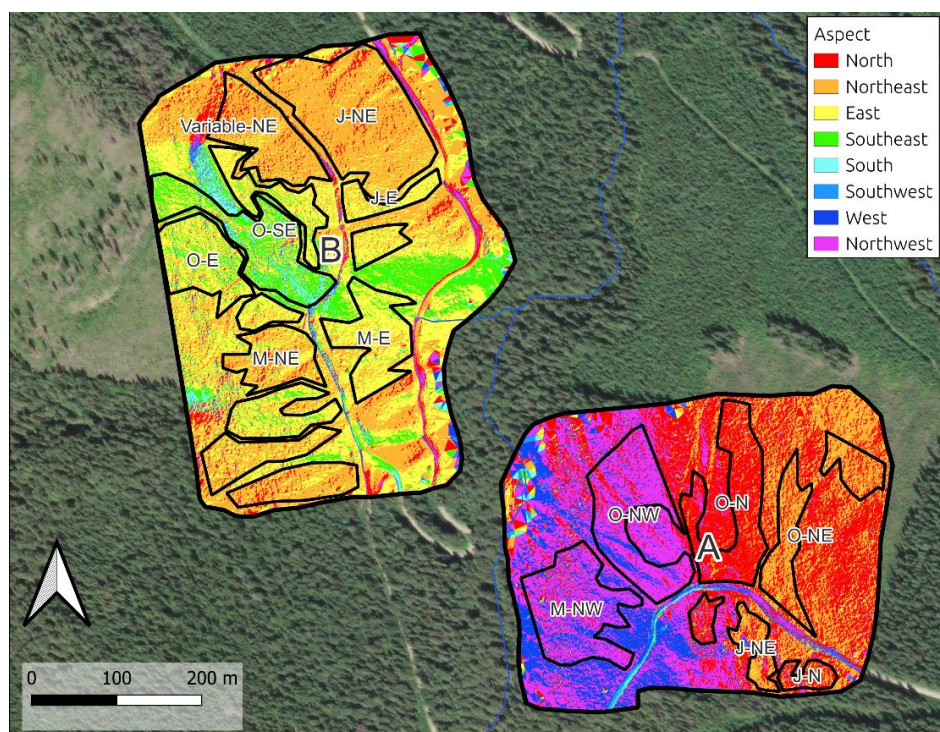 Aspect
North
Northeast
East
Southeast
South
Southwest
West
Northwest
Variable-NE
J-NE
J-E
O-SE
B
O-E
M-E
M-NE
O-NW
O-N
A
O-NE
M-NW
J-NE
J-N
0 100 200 m